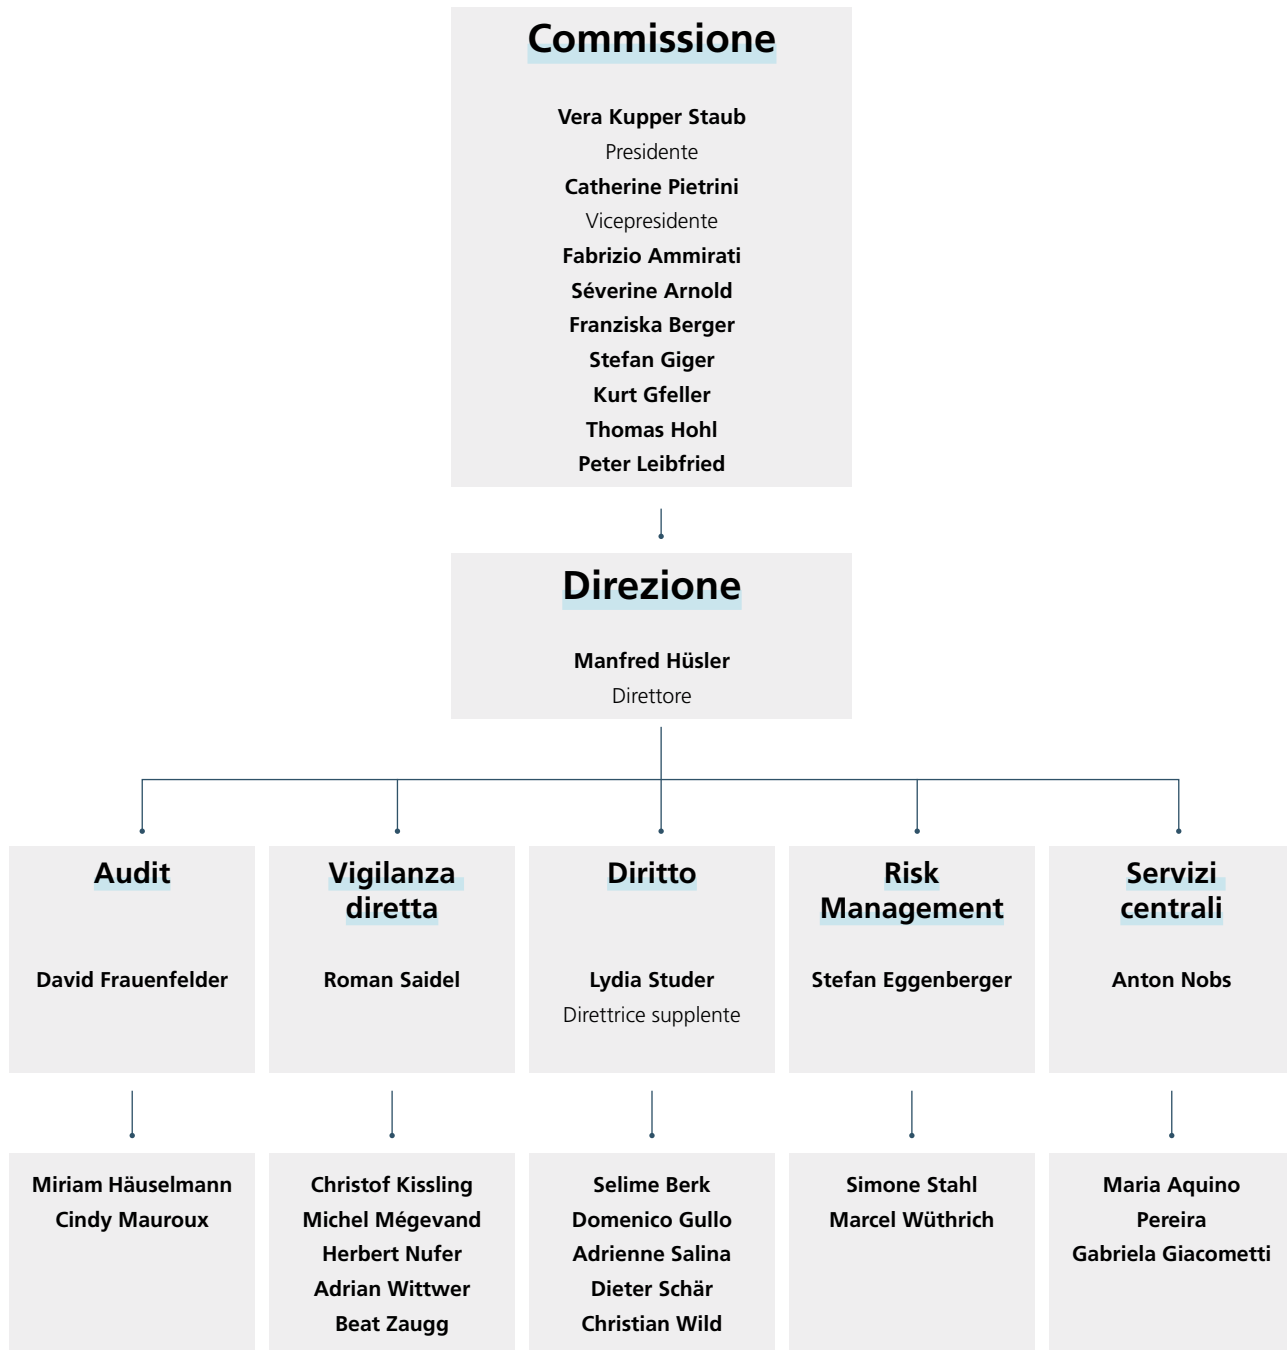 Commissione
Vera Kupper Staub
Presidente
Catherine Pietrini
Vicepresidente
Fabrizio Ammirati
Séverine Arnold
Franziska Berger
Stefan Giger
Kurt Gfeller
Thomas Hohl
Peter Leibfried
Direzione
Manfred Hüsler
Direttore
Audit
David Frauenfelder
Vigilanza
diretta
Roman Saidel
Diritto
Lydia Studer
Direttrice supplente
Risk
Management
Stefan Eggenberger
Servizi
centrali
Anton Nobs
Miriam Häuselmann
Cindy Mauroux
Christof Kissling
Michel Mégevand
Herbert Nufer
Adrian Wittwer
Beat Zaugg
Selime Berk
Domenico Gullo
Adrienne Salina
Dieter Schär
Christian Wild
Simone Stahl
Marcel Wüthrich
Maria Aquino
Pereira
Gabriela Giacometti